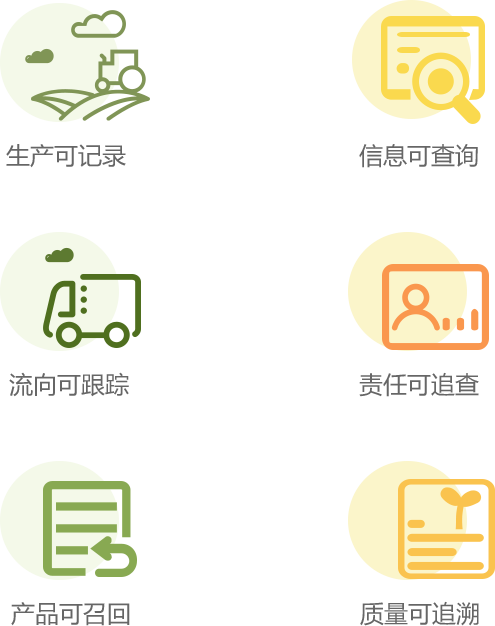 生产可记录
信息可查询
流向可跟踪
责任可追查
产品可召回
质量可追溯